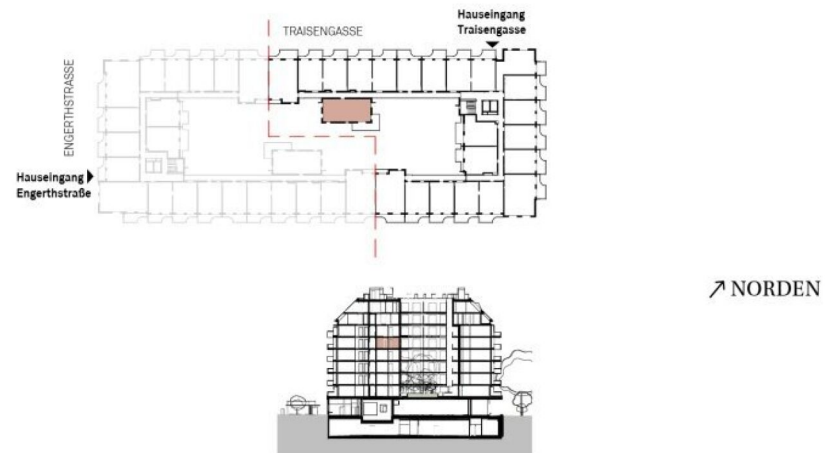 Hauseingang
Traisengasse
TRAISENGASSE
ENGERTHSTRASSE
Hauseingang
Engerthstraße
NORDEN